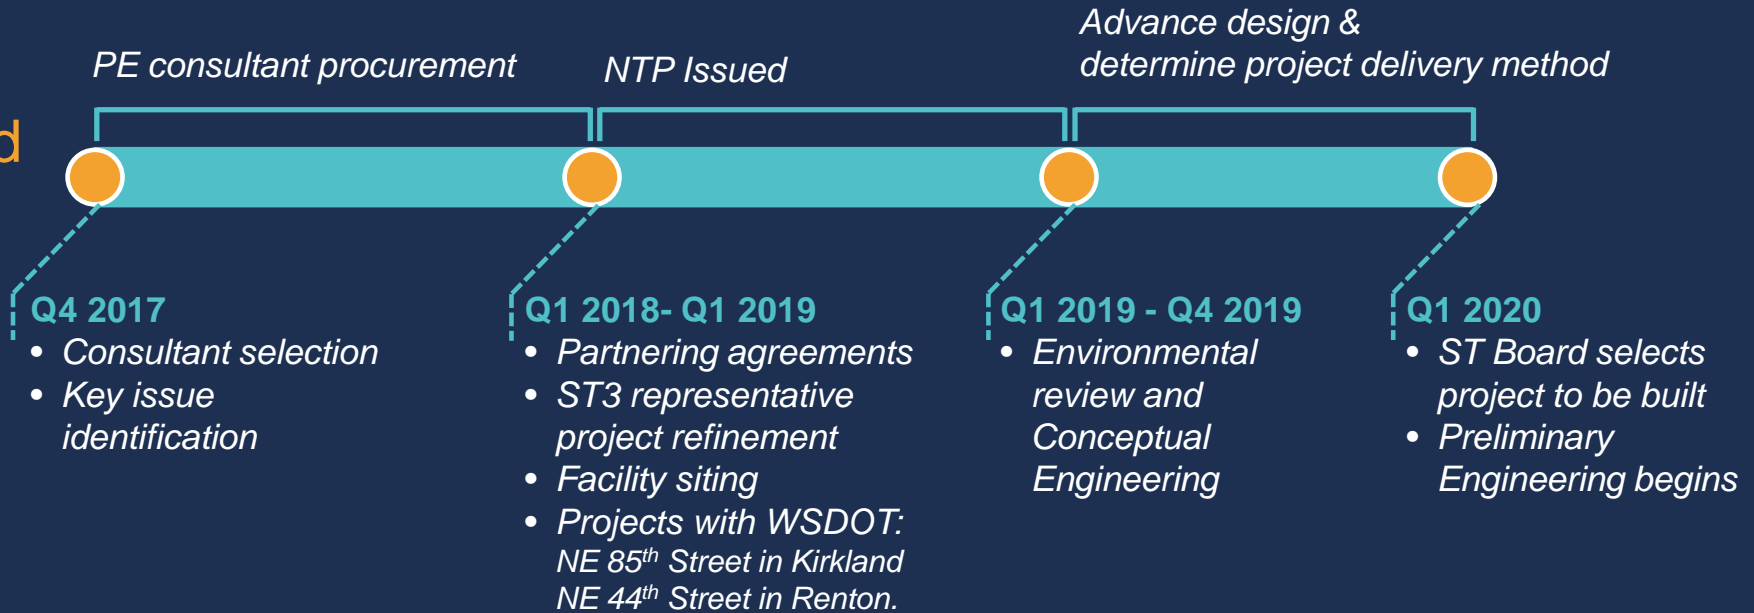 PE consultant procurement
NTP Issued
Advance design &
determine project delivery method
Q4 2017
• Consultant selection
• Key issue
identification
Q1 2018- Q1 2019
• Partnering agreements
• ST3 representative
project refinement
• Facility siting
• Projects with WSDOT:
NE 85th Street in Kirkland
NE 44th Street in Renton.
Q1 2019 - Q4 2019
• Environmental
review and
Conceptual
Engineering
Q1 2020
• ST Board selects
project to be built
• Preliminary
Engineering begins